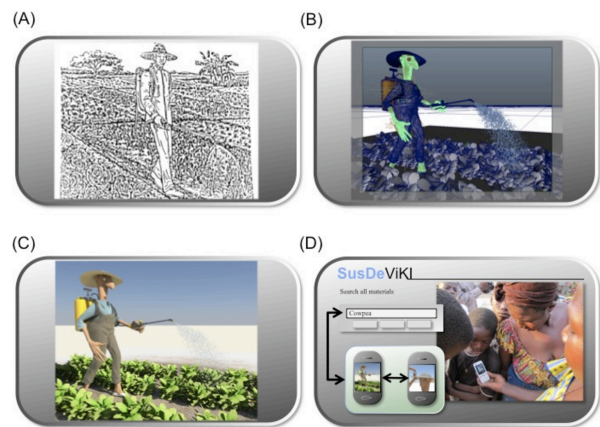 (A)
(B)
(C)
(D)
SusDeViKI
Search all materials
Cowpea